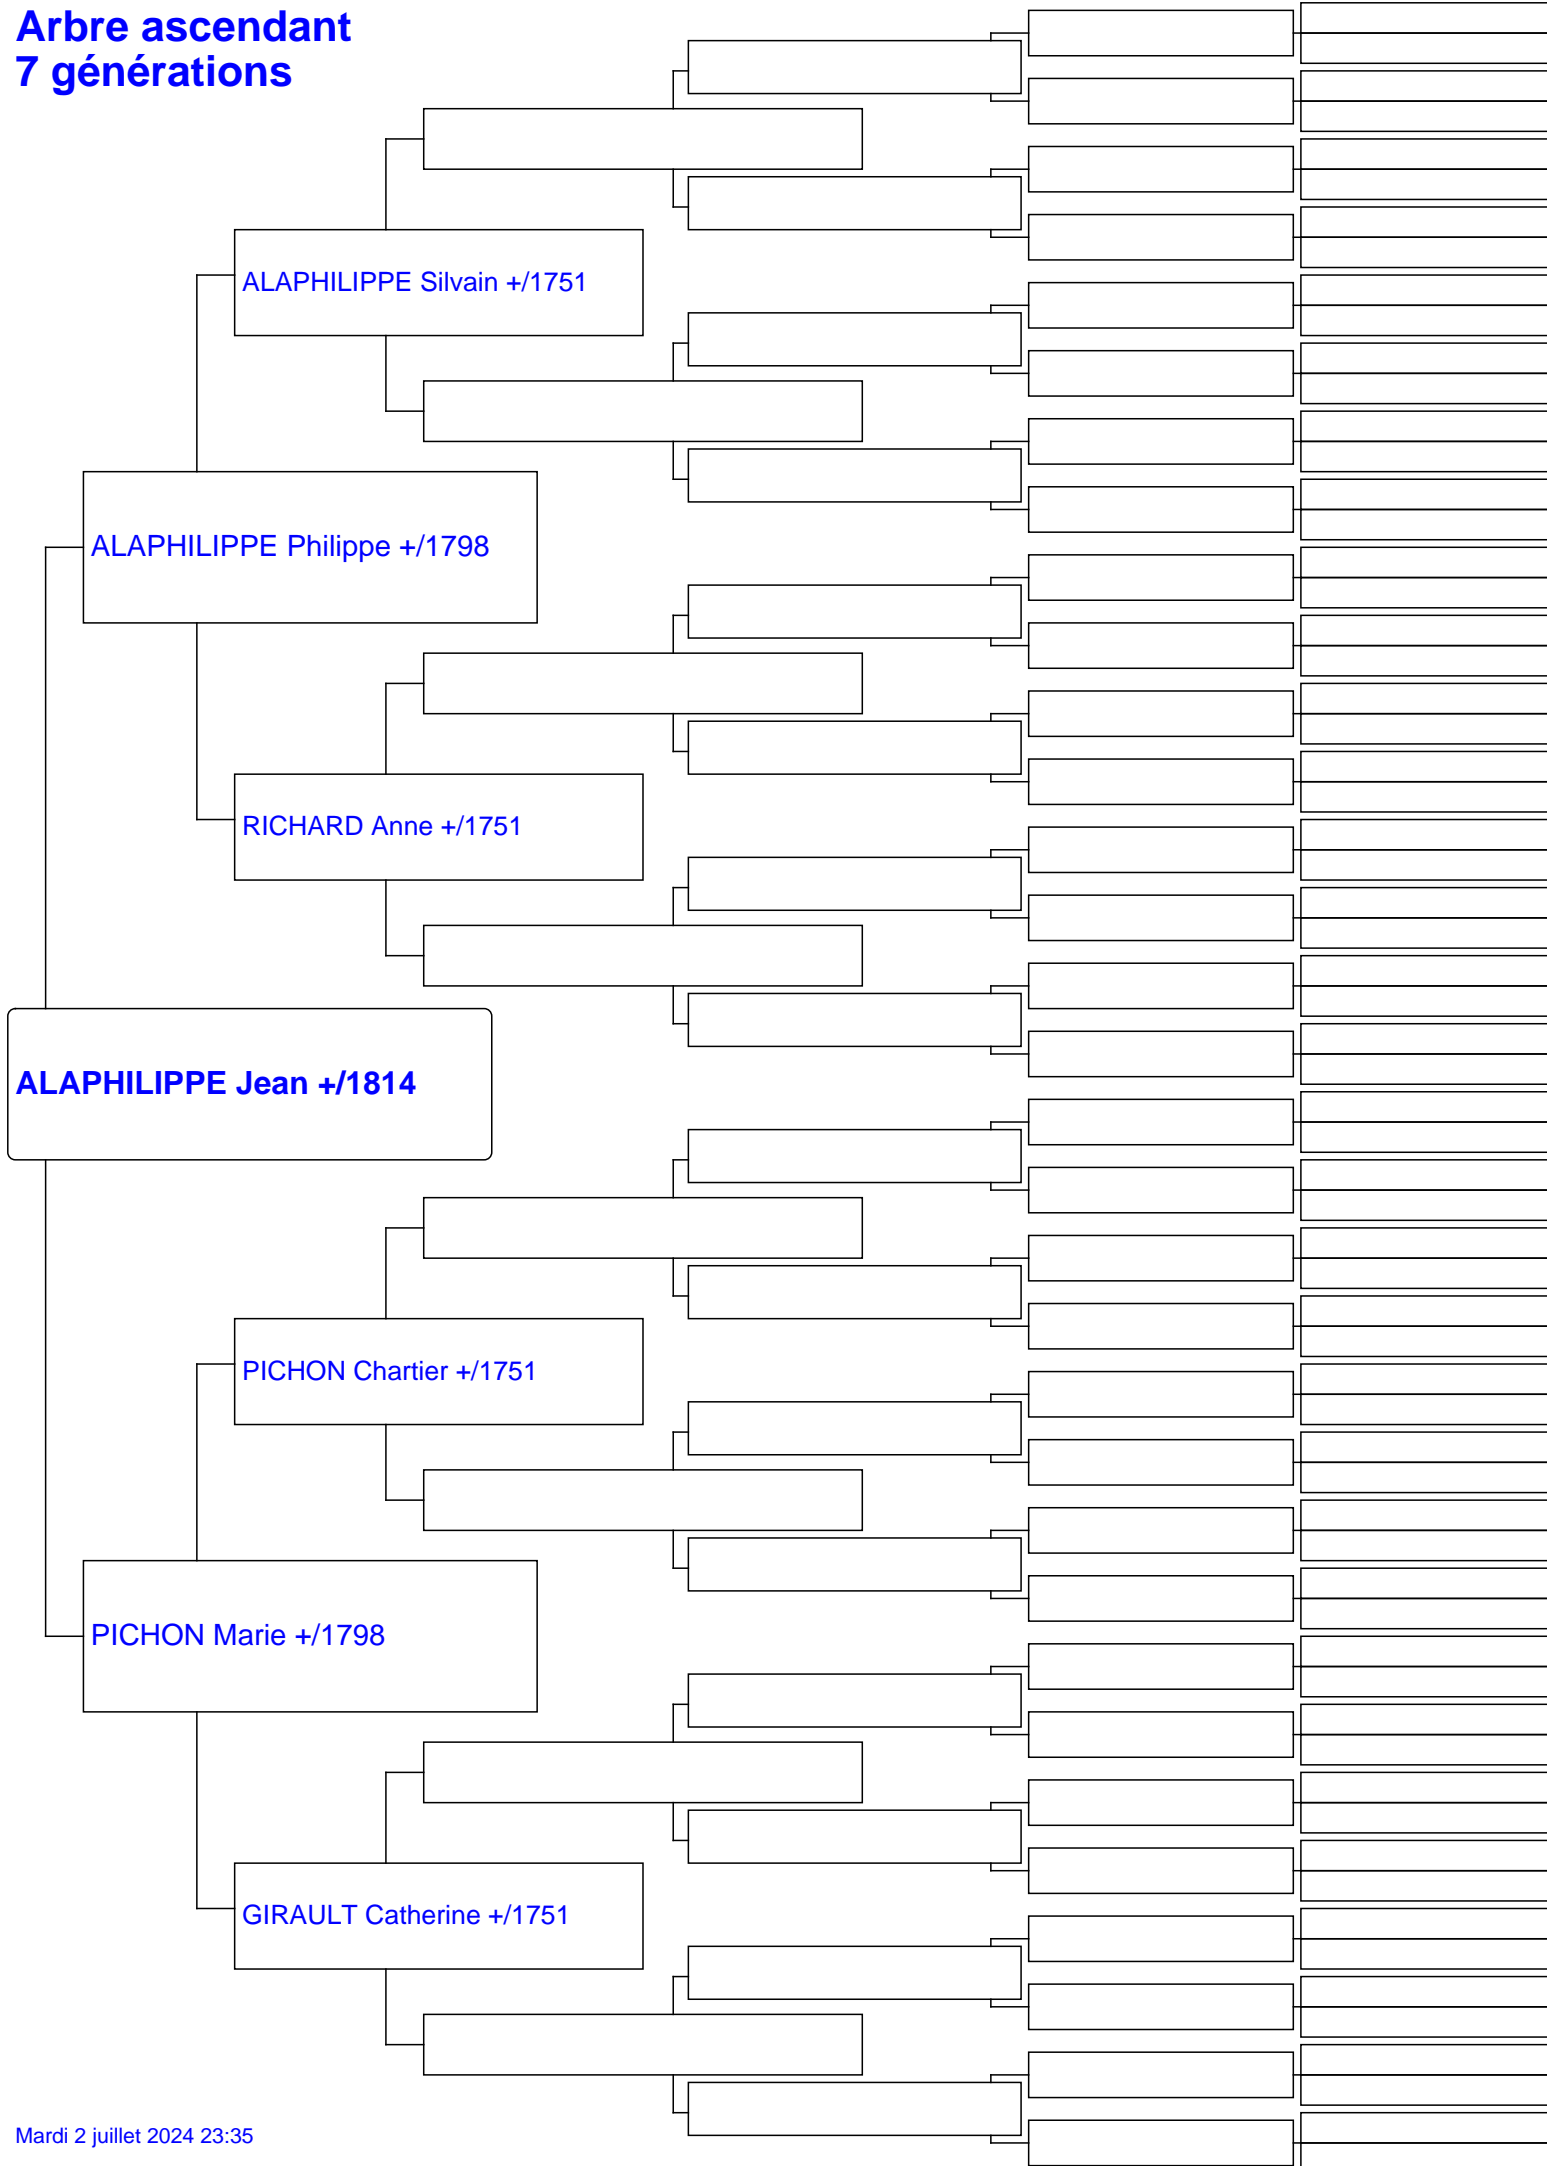 Arbre ascendant
7 générations
ALAPHILIPPE Silvain +/1751
ALAPHILIPPE Philippe +/1798
RICHARD Anne +/1751
ALAPHILIPPE Jean +/1814
PICHON Chartier +/1751
PICHON Marie +/1798
GIRAULT Catherine +/1751
Mardi 2 juillet 2024 23:35